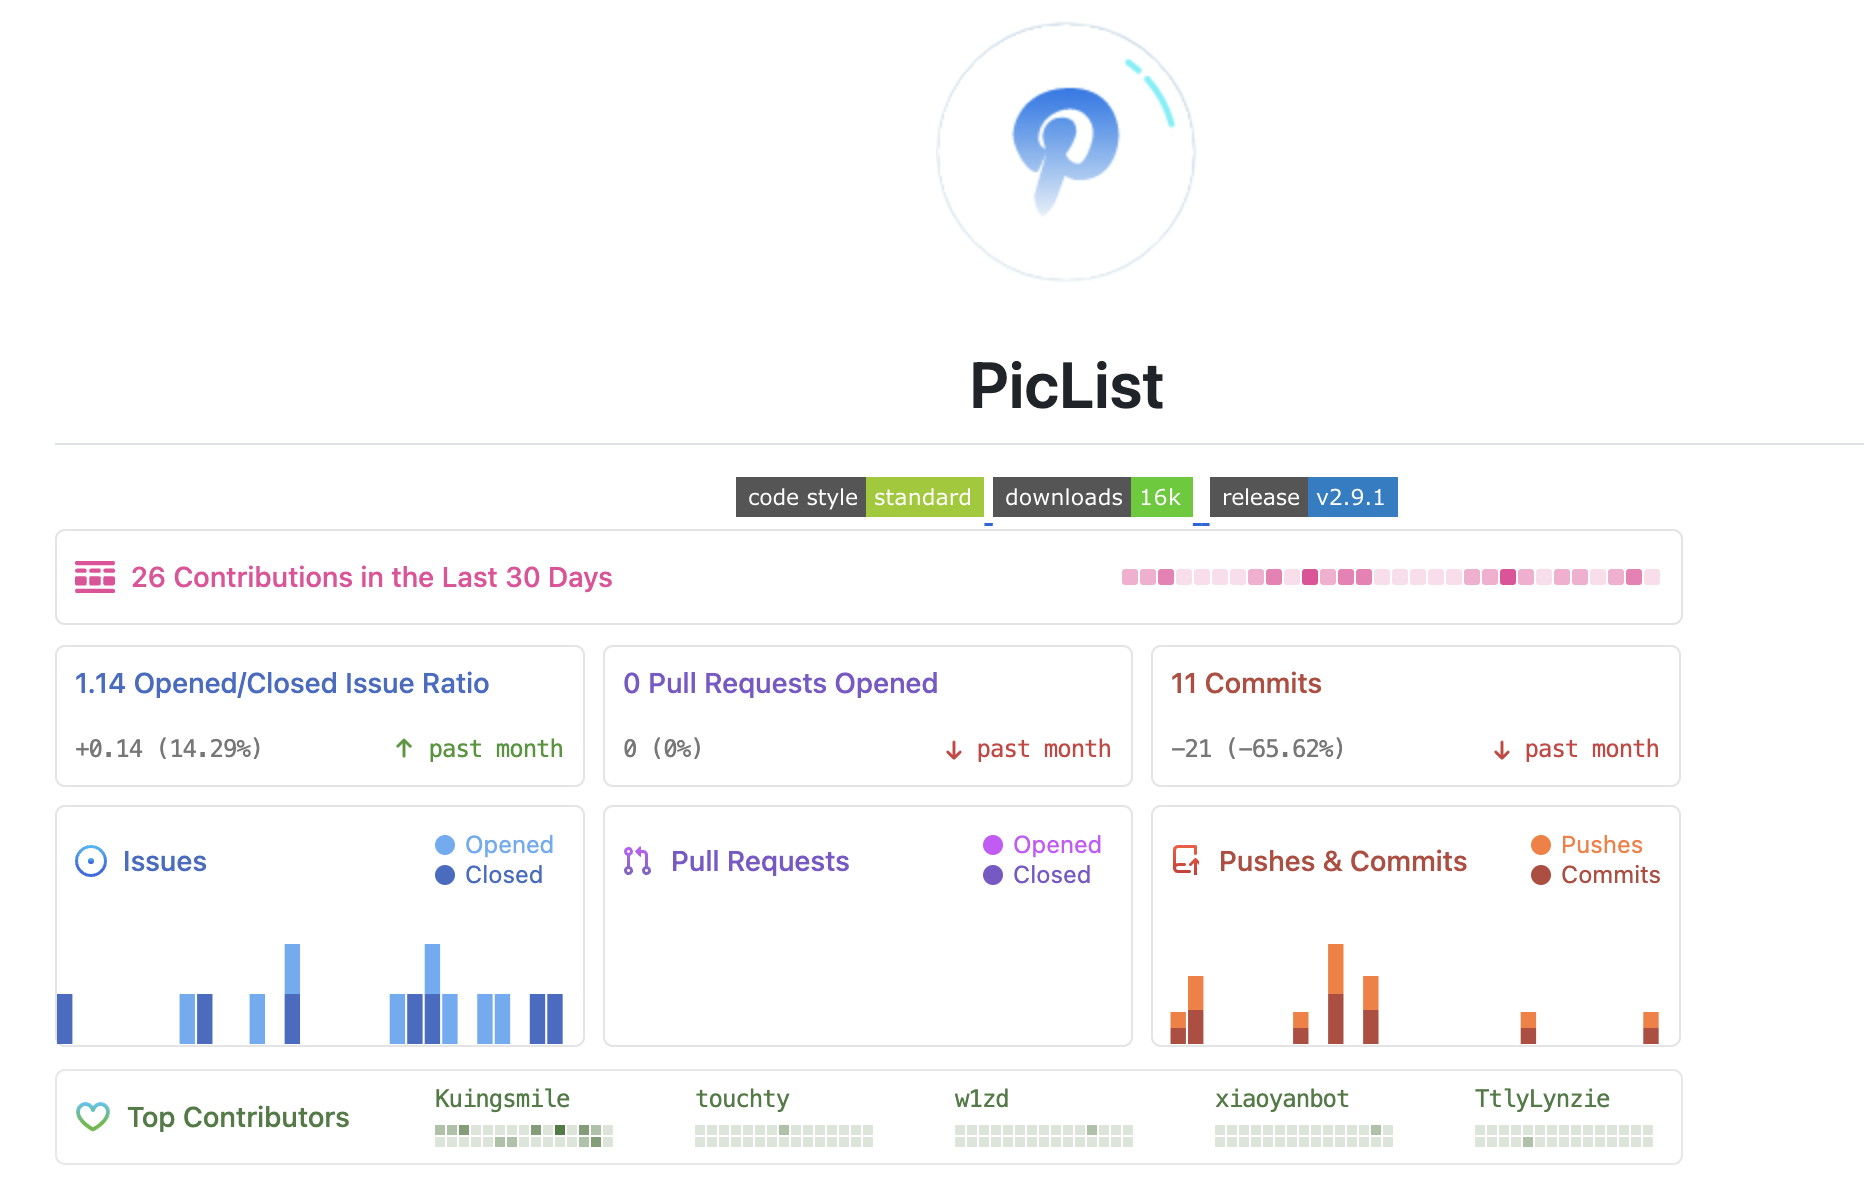 PicList
code style standard downloads 16k release v2.9.1
26 Contributions in the Last 30 Days
1.14 Opened/Closed Issue Ratio
+0.14 (14.29%) ↑ past month
0 Pull Requests Opened
0 (0%) ↓ past month
11 Commits
-21 (-65.62%) ↓ past month
Issues
Opened
Closed
Pull Requests
Opened
Closed
Pushes & Commits
Pushes
Commits
Top Contributors
Kuingsmile
touchty
w1zd
xiaoyanbot
TtlyLynzie